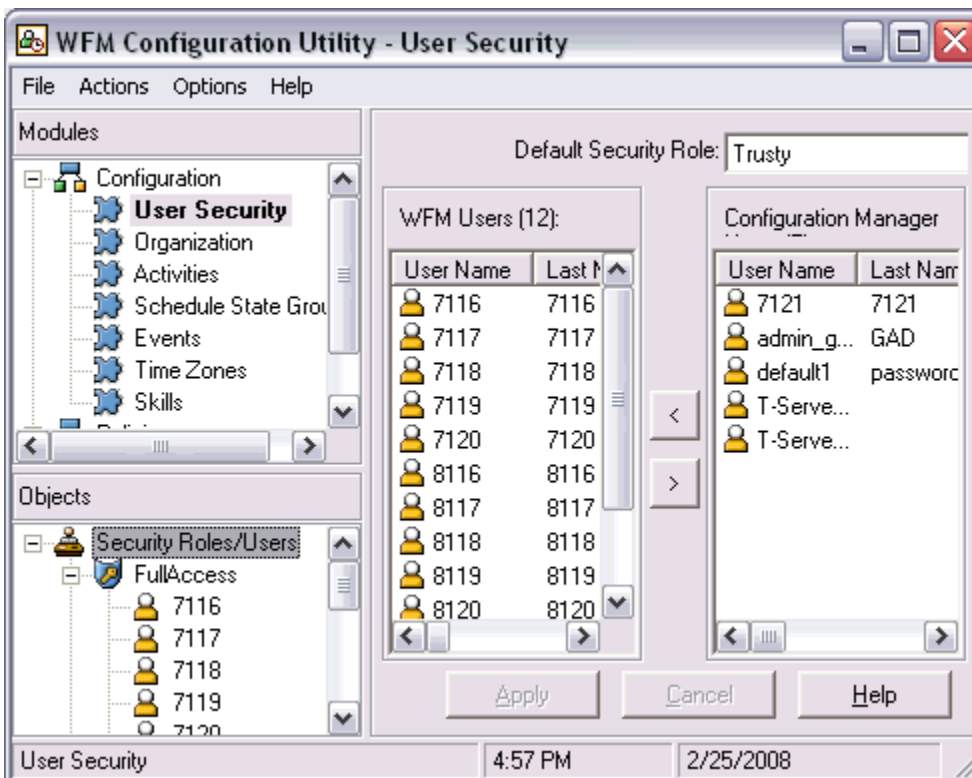 WFM Configuration Utility - User Security
File Actions Options Help
Modules
Configuration
User Security
Organization
Activities
Schedule State Grou
Events
Time Zones
Skills
Objects
Security Roles/Users
FullAccess
7116
7117
7118
7119
7120
Default Security Role: Trusty
WFM Users (12):
User Name Last N
7116 7116
7117 7117
7118 7118
7119 7119
7120 7120
8116 8116
8117 8117
8118 8118
8119 8119
8120 8120
<
>
Configuration Manager
User Name Last Nam
7121 7121
admin_g... GAD
default1 password
T-Serve...
T-Serve...
Apply Cancel Help
User Security 4:57 PM 2/25/2008